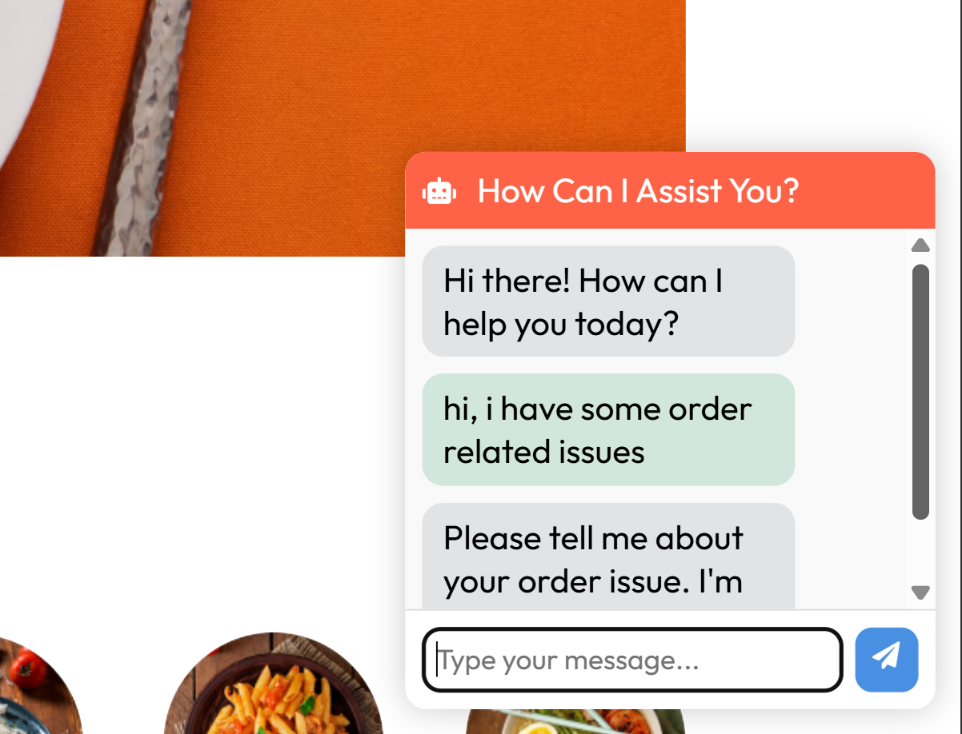 How Can I Assist You?
Hi there! How can I
help you today?
hi, i have some order
related issues
Please tell me about
your order issue. I'm
Type your message...